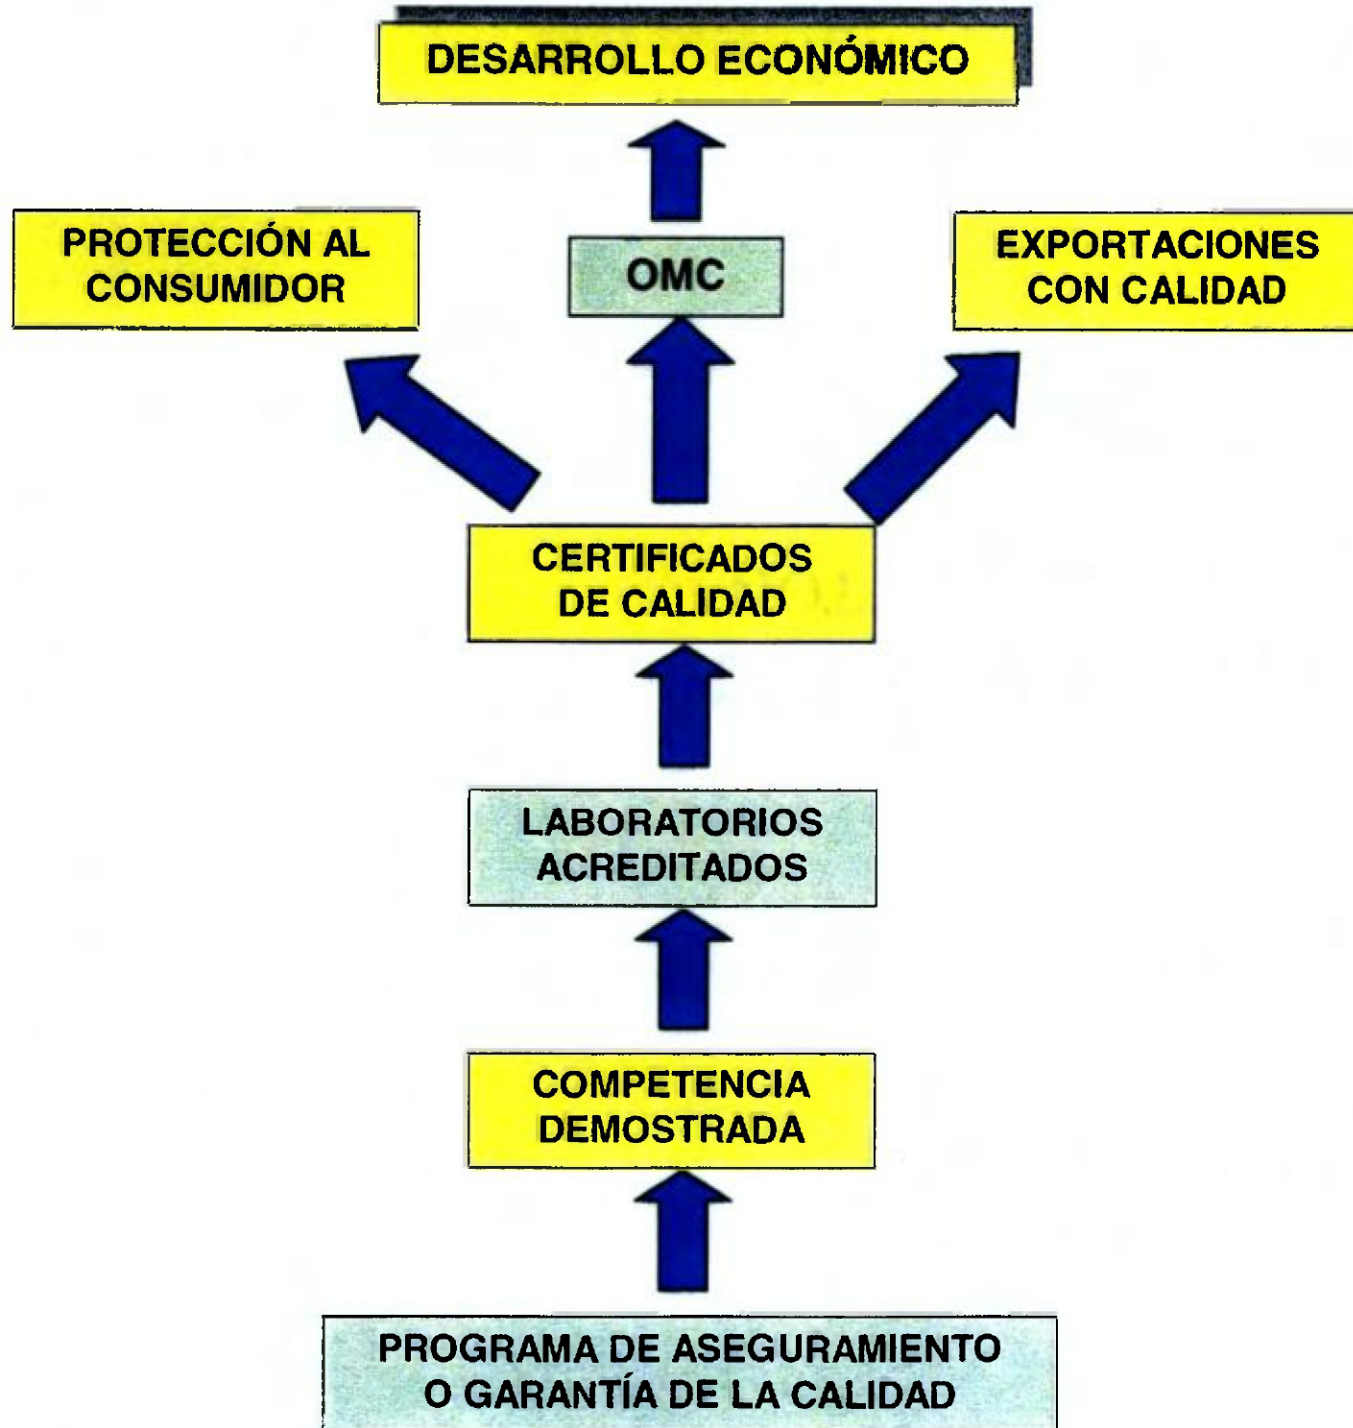 DESARROLLO ECONÓMICO
PROTECCIÓN AL
CONSUMIDOR
OMC
EXPORTACIONES
CON CALIDAD
CERTIFICADOS
DE CALIDAD
LABORATORIOS
ACREDITADOS
COMPETENCIA
DEMOSTRADA
PROGRAMA DE ASEGURAMIENTO
O GARANTÍA DE LA CALIDAD